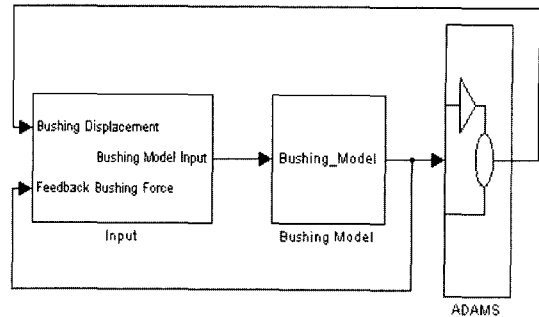 Bushing Displacement
Bushing Model Input
Feedback Bushing Force
Input
Bushing_Model
Bushing Model
ADAMS